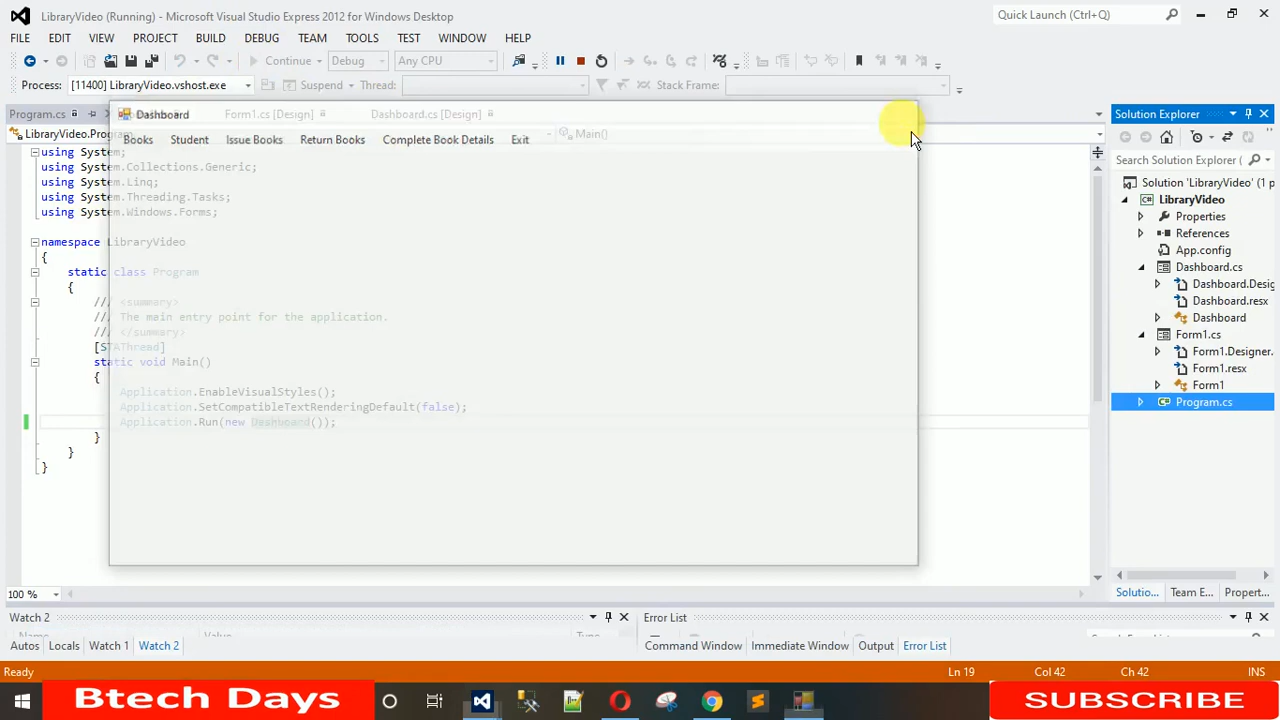 LibraryVideo (Running) - Microsoft Visual Studio Express 2012 for Windows Desktop
Quick Launch (Ctrl+Q)
FILE EDIT VIEW PROJECT BUILD DEBUG TEAM TOOLS TEST WINDOW HELP
Continue Debug Any CPU
Process: [11400] LibraryVideo.vshost.exe Suspend Thread: Stack Frame:
Program.cs Form1.cs [Design] Dashboard.cs [Design]
Dashboard
LibraryVideo.Program Main()
Books Student Issue Books Return Books Complete Book Details Exit
using System;
using System.Collections.Generic;
using System.Linq;
using System.Threading.Tasks;
using System.Windows.Forms;
namespace LibraryVideo
{
static class Program
{
/// <summary>
/// The main entry point for the application.
/// </summary>
[STAThread]
static void Main()
{
Application.EnableVisualStyles();
Application.SetCompatibleTextRenderingDefault(false);
Application.Run(new Dashboard());
}
}
}
Solution Explorer
Search Solution Explorer
Solution 'LibraryVideo' (1 p
LibraryVideo
Properties
References
App.config
Dashboard.cs
Dashboard.Desig
Dashboard.resx
Dashboard
Form1.cs
Form1.Designer.
Form1.resx
Form1
Program.cs
100 %
Solutio... Team E... Propert...
Watch 2
Error List
Name Value Type
Autos Locals Watch 1 Watch 2
Command Window Immediate Window Output Error List
Ready Ln 19 Col 42 Ch 42 INS
Btech Days
SUBSCRIBE